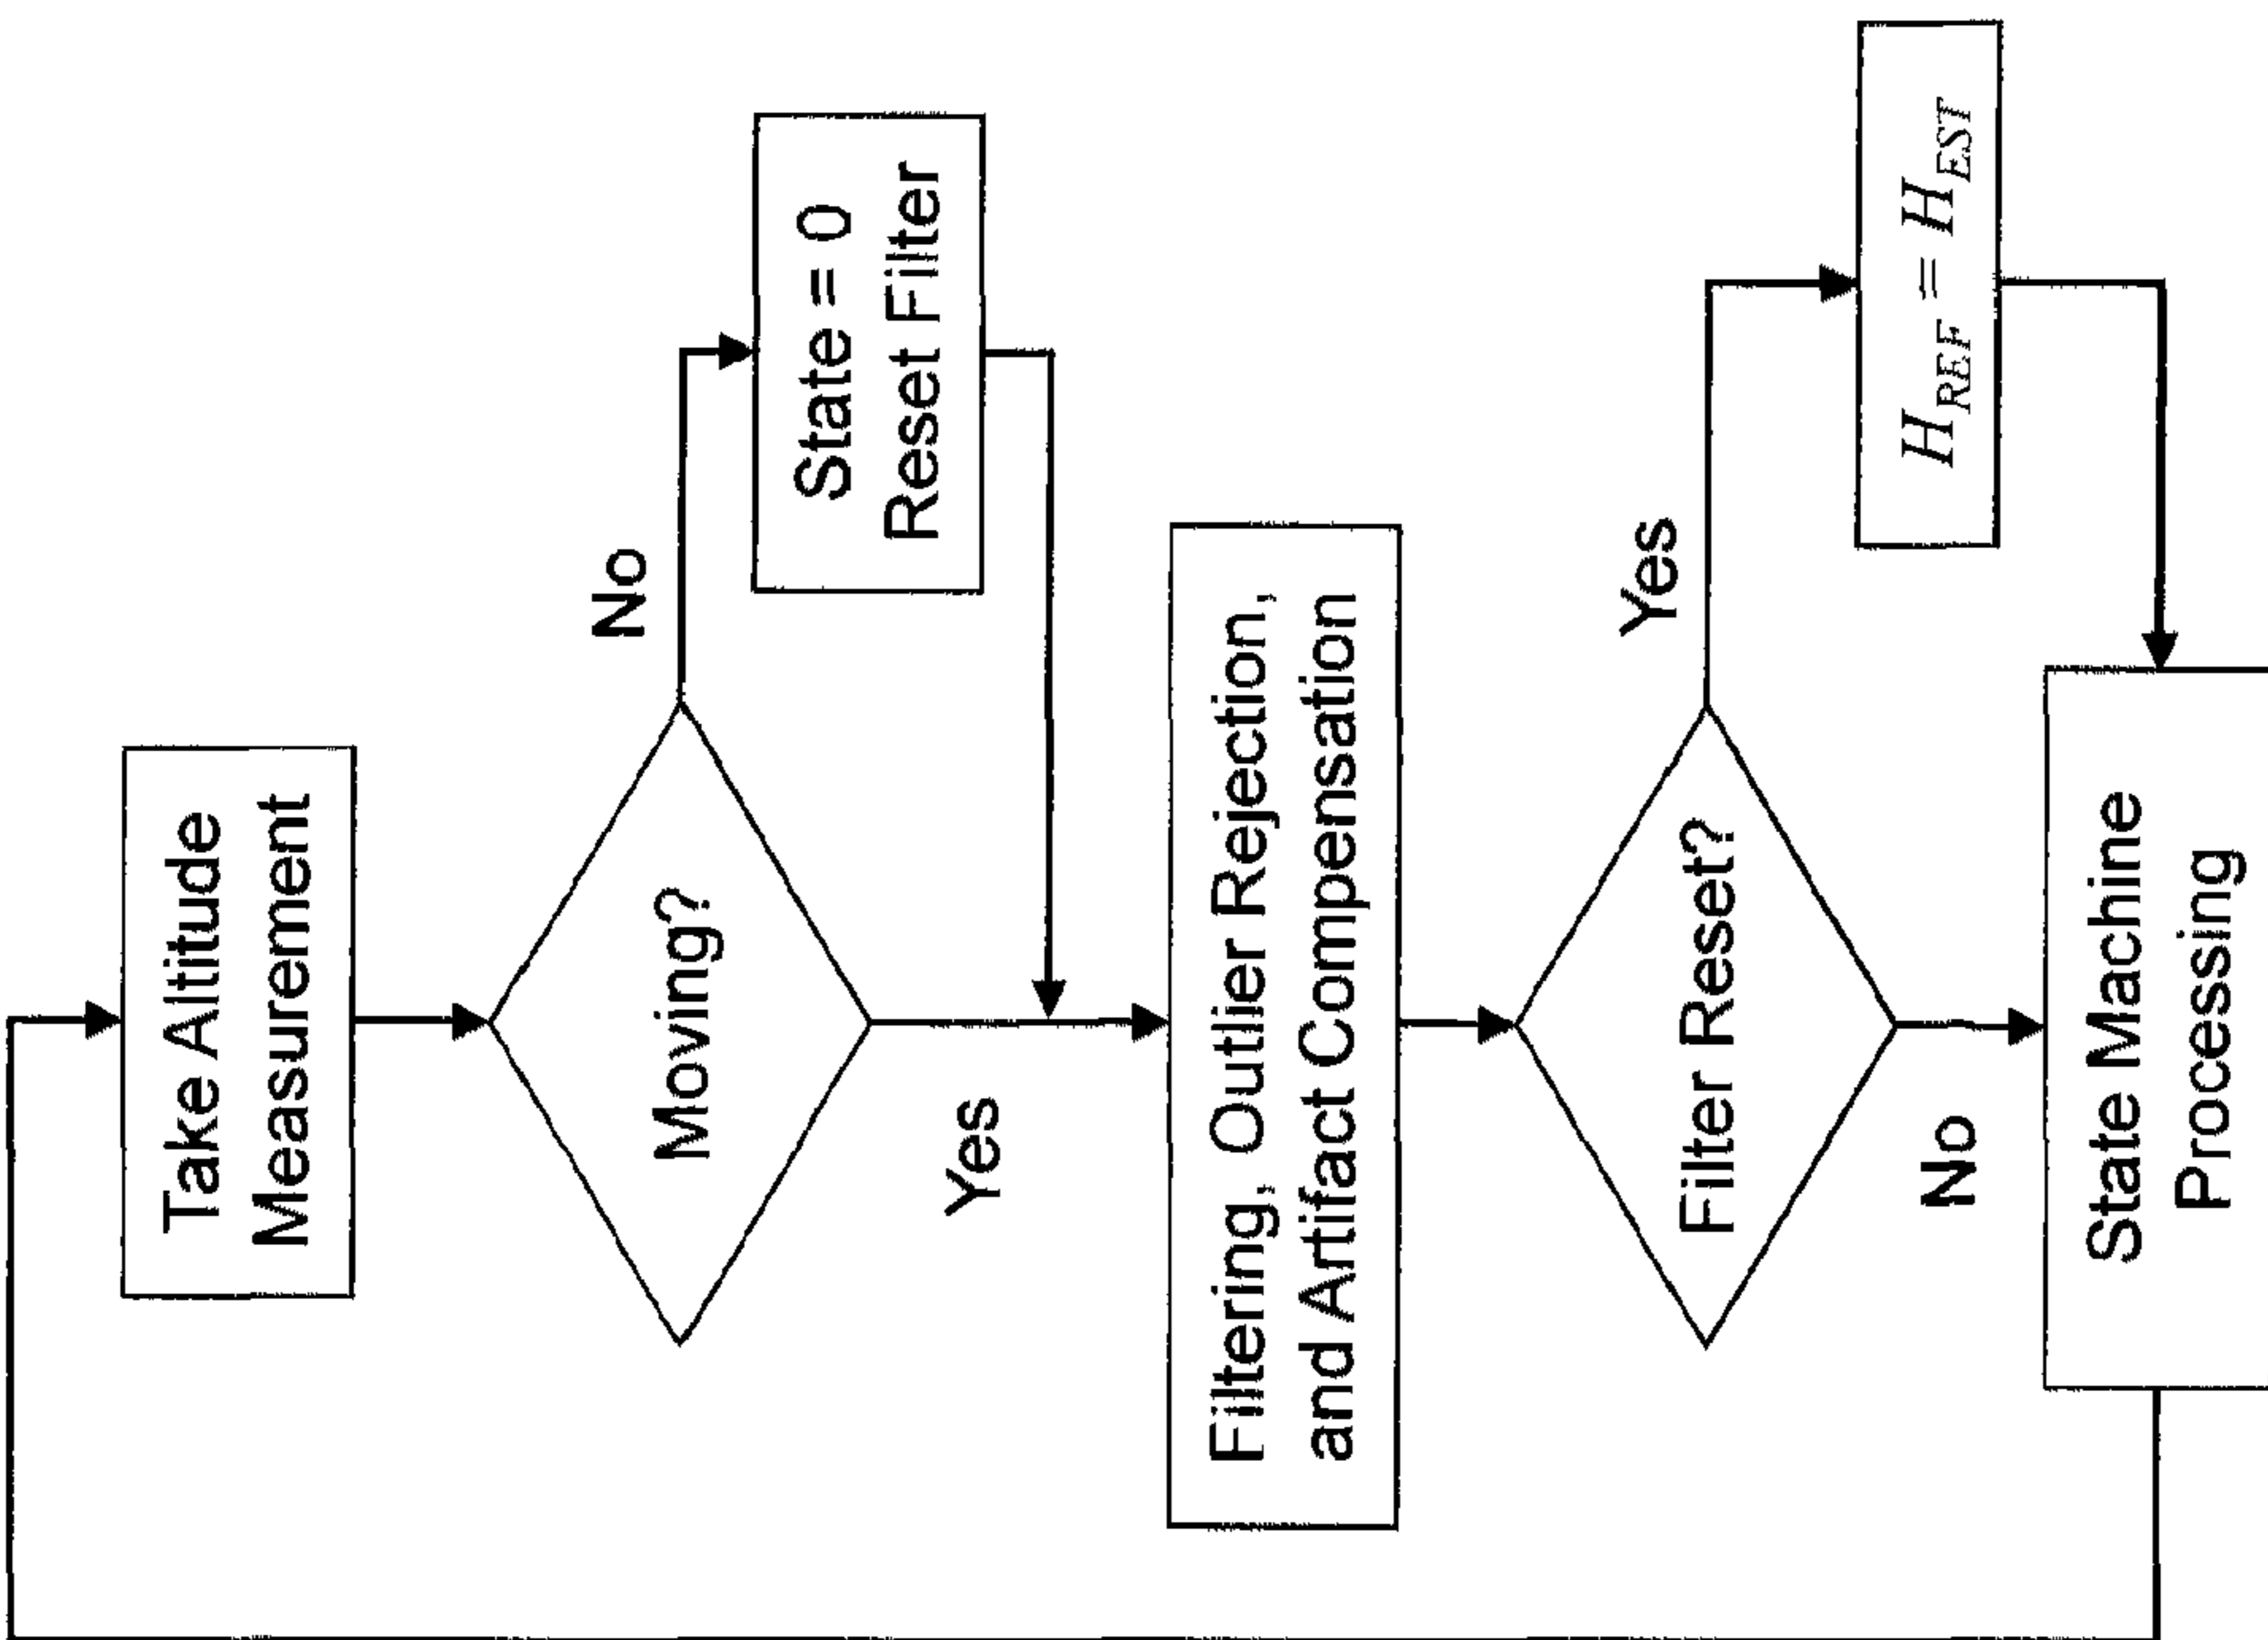 Take Altitude
Measurement
Moving?
No
State = 0
Reset Filter
Yes
Filtering, Outlier Rejection,
and Artifact Compensation
Filter Reset?
Yes
H_REF = H_EST
No
State Machine
Processing